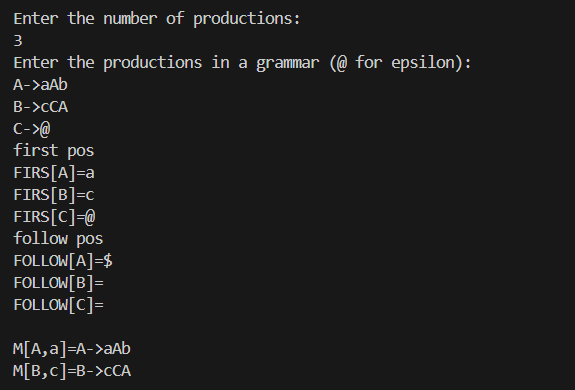 Enter the number of productions:
3
Enter the productions in a grammar (@ for epsilon):
A->aAb
B->cCA
C->@
first pos
FIRS[A]=a
FIRS[B]=c
FIRS[C]=@
follow pos
FOLLOW[A]=$
FOLLOW[B]=
FOLLOW[C]=
M[A,a]=A->aAb
M[B,c]=B->cCA